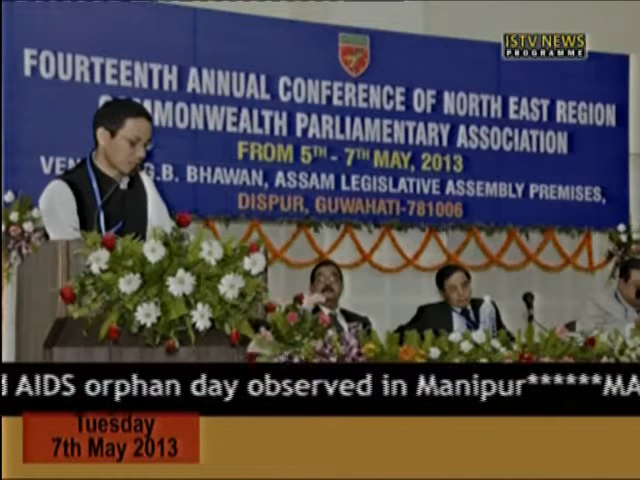 ISTV NEWS
PROGRAMME
FOURTEENTH ANNUAL CONFERENCE OF NORTH EAST REGION
COMMONWEALTH PARLIAMENTARY ASSOCIATION
FROM 5TH - 7TH MAY, 2013
G.B. BHAWAN, ASSAM LEGISLATIVE ASSEMBLY PREMISES,
DISPUR, GUWAHATI-781006
AIDS orphan day observed in Manipur******MA
Tuesday
7th May 2013